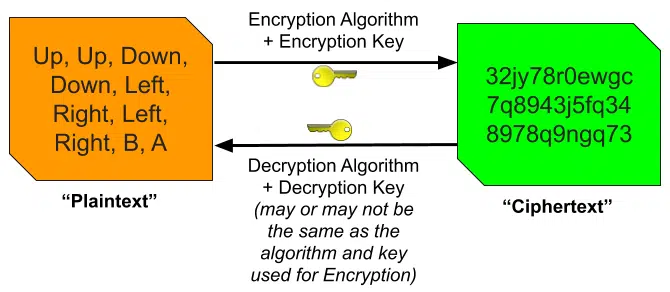 Encryption Algorithm
+ Encryption Key
Up, Up, Down,
Down, Left,
Right, Left,
Right, B, A
32jy78r0ewgc
7q8943j5fq34
8978q9ngq73
“Plaintext”
Decryption Algorithm
+ Decryption Key
(may or may not be
the same as the
algorithm and key
used for Encryption)
“Ciphertext”